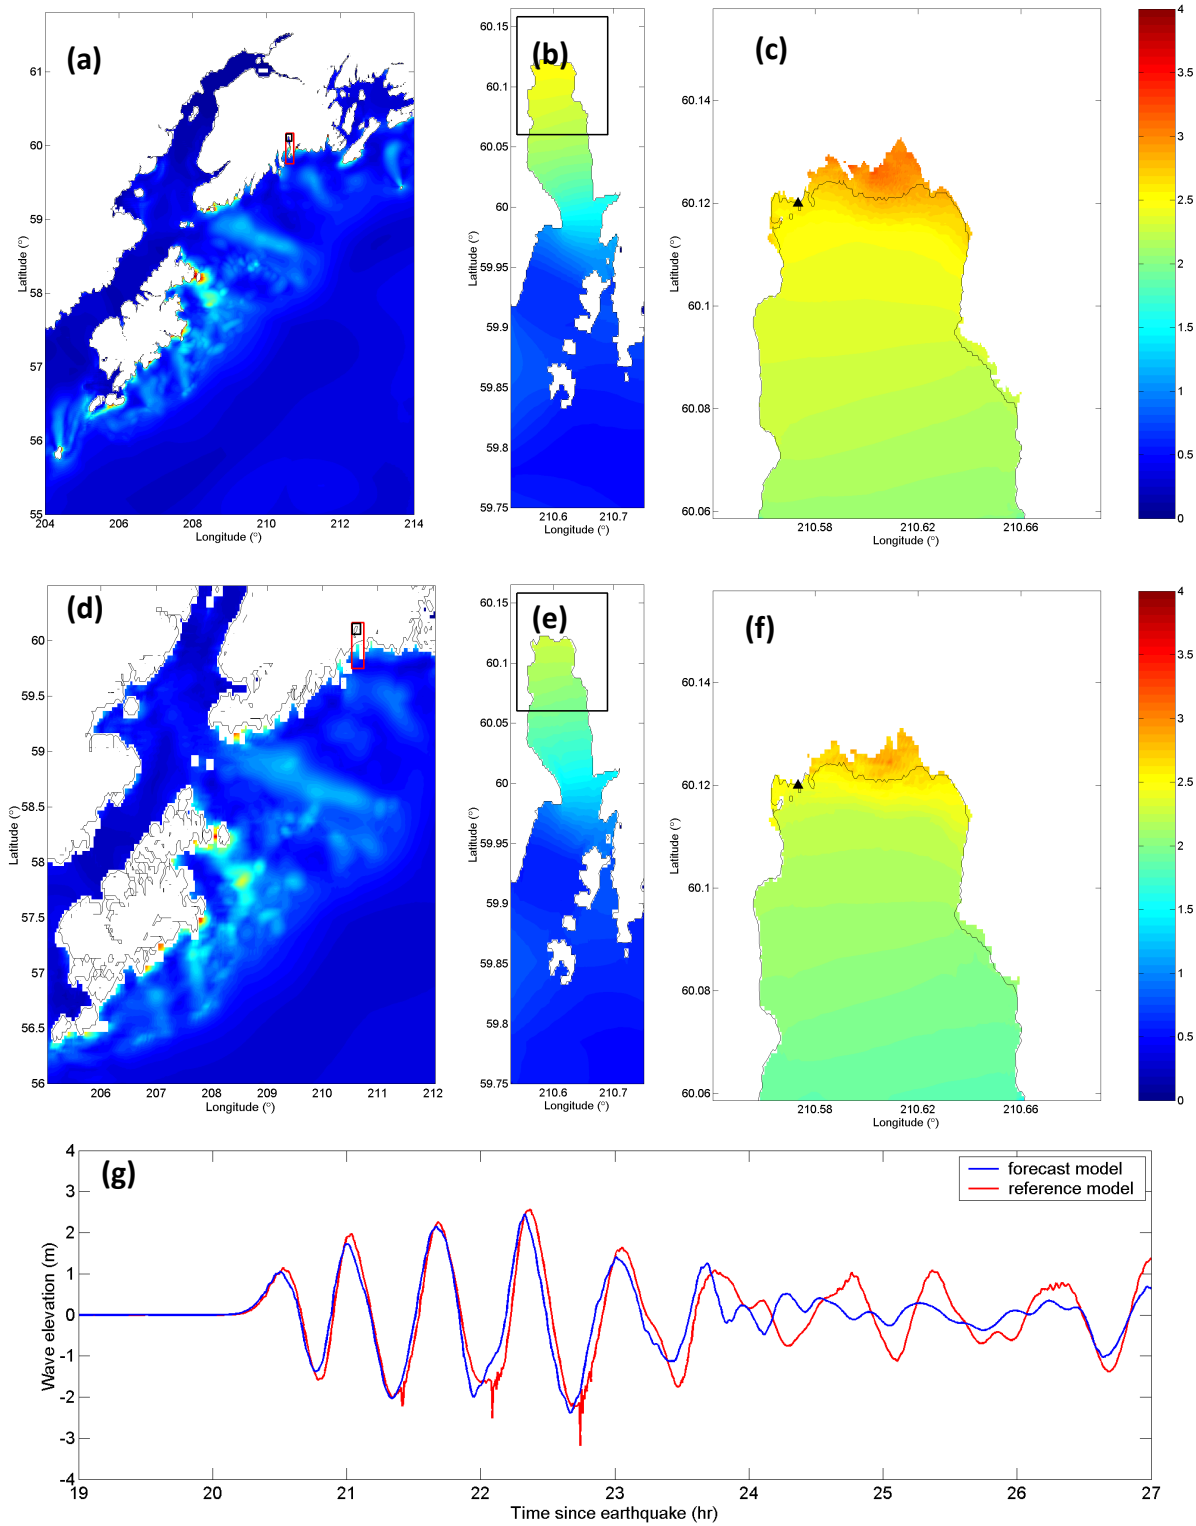 (a)
61
60
59
58
57
56
55
204 206 208 210 212 214
Latitude (°)
Longitude (°)
(b)
60.15
60.1
60.05
60
59.95
59.9
59.85
59.8
59.75
210.6 210.7
Latitude (°)
Longitude (°)
(c)
60.14
60.12
60.1
60.08
60.06
210.58 210.62 210.66
Latitude (°)
Longitude (°)
4
3.5
3
2.5
2
1.5
1
0.5
0
(d)
60
59.5
59
58.5
58
57.5
57
56.5
56
206 207 208 209 210 211 212
Latitude (°)
Longitude (°)
(e)
60.15
60.1
60.05
60
59.95
59.9
59.85
59.8
59.75
210.6 210.7
Latitude (°)
Longitude (°)
(f)
60.14
60.12
60.1
60.08
60.06
210.58 210.62 210.66
Latitude (°)
Longitude (°)
4
3.5
3
2.5
2
1.5
1
0.5
0
(g)
forecast model
reference model
4
3
2
1
0
-1
-2
-3
-4
Wave elevation (m)
19 20 21 22 23 24 25 26 27
Time since earthquake (hr)